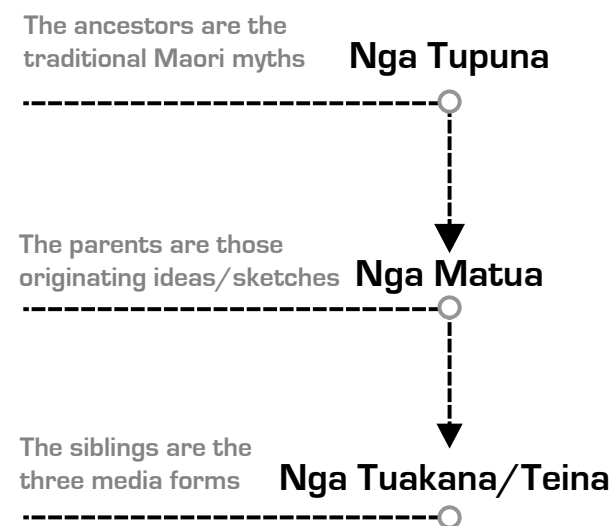 The ancestors are the
traditional Maori myths
Nga Tupuna
The parents are those
originating ideas/sketches
Nga Matua
The siblings are the
three media forms
Nga Tuakana/Teina